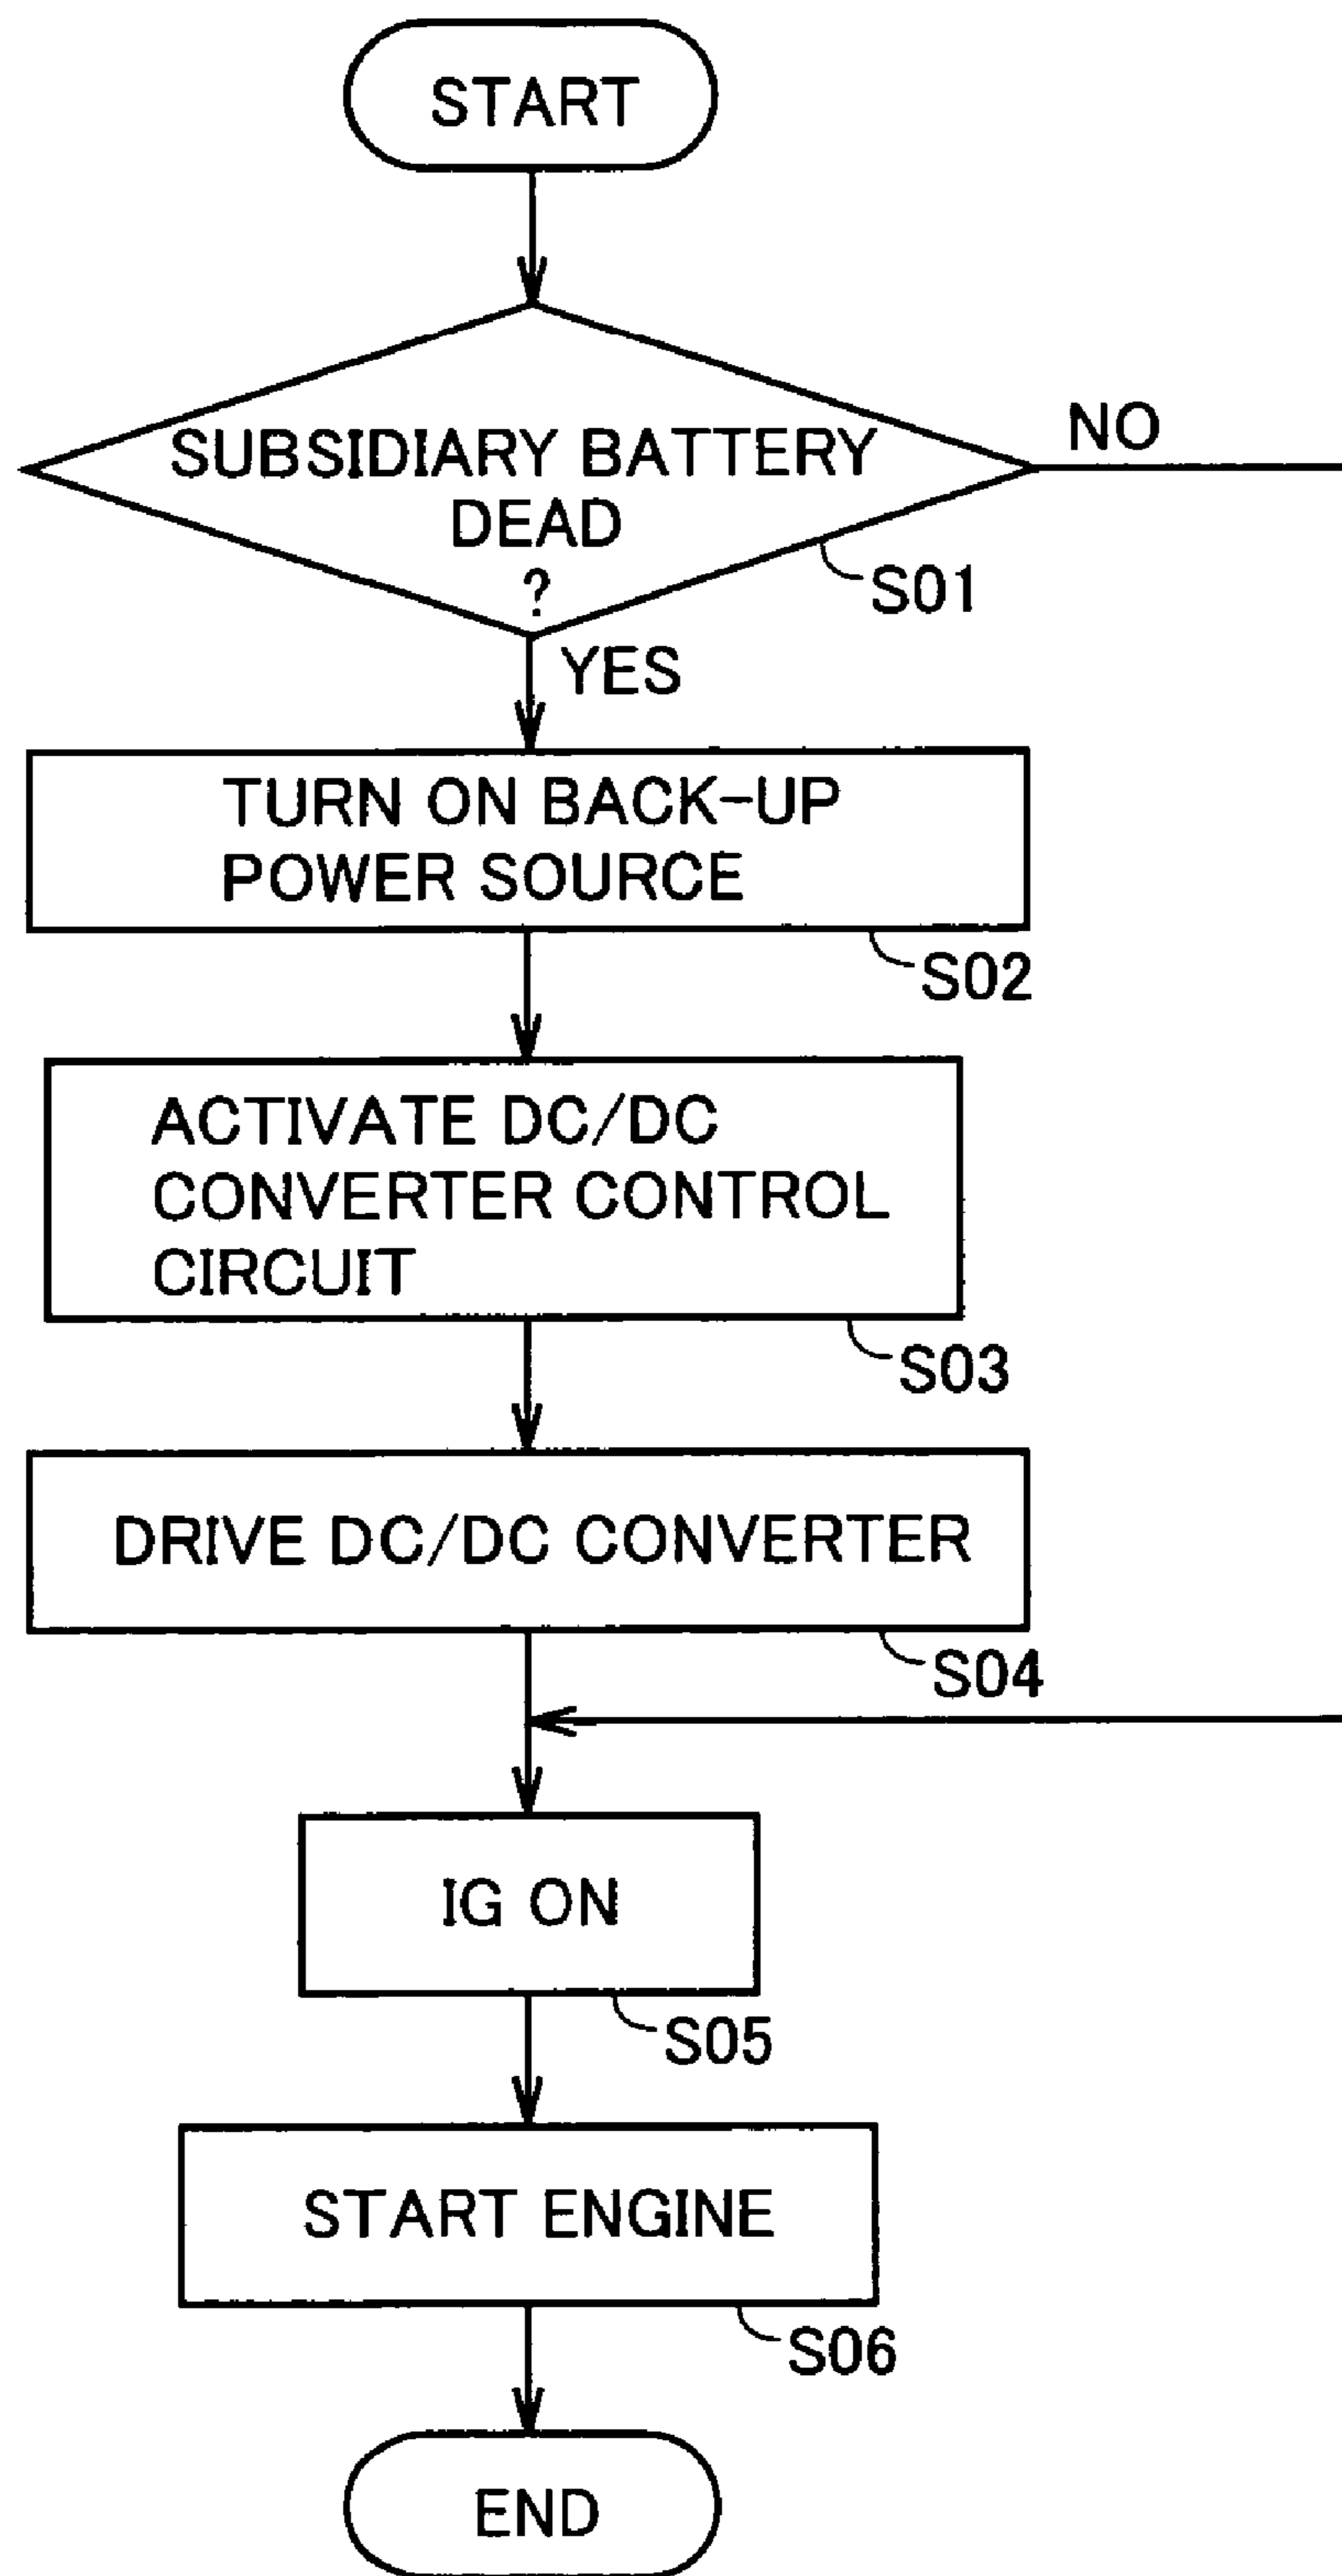 START
SUBSIDIARY BATTERY
DEAD
?
NO
S01
YES
TURN ON BACK-UP
POWER SOURCE
S02
ACTIVATE DC/DC
CONVERTER CONTROL
CIRCUIT
S03
DRIVE DC/DC CONVERTER
S04
IG ON
S05
START ENGINE
S06
END